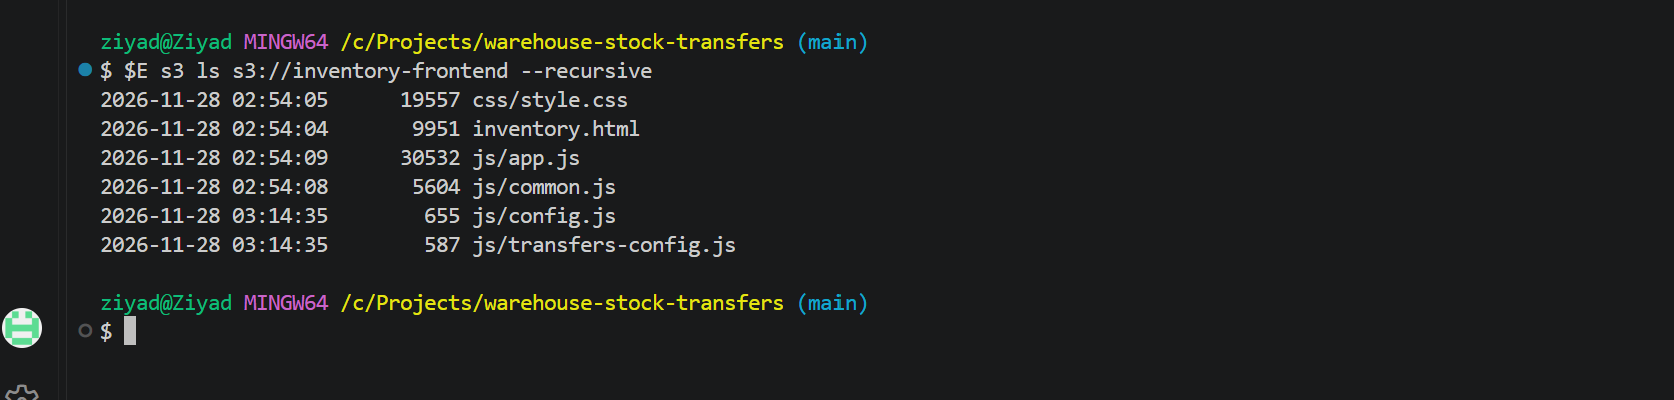 ziyad@Ziyad MINGW64 /c/Projects/warehouse-stock-transfers (main)
$ $E s3 ls s3://inventory-frontend --recursive
2026-11-28 02:54:05      19557 css/style.css
2026-11-28 02:54:04       9951 inventory.html
2026-11-28 02:54:09      30532 js/app.js
2026-11-28 02:54:08       5604 js/common.js
2026-11-28 03:14:35        655 js/config.js
2026-11-28 03:14:35        587 js/transfers-config.js
ziyad@Ziyad MINGW64 /c/Projects/warehouse-stock-transfers (main)
$